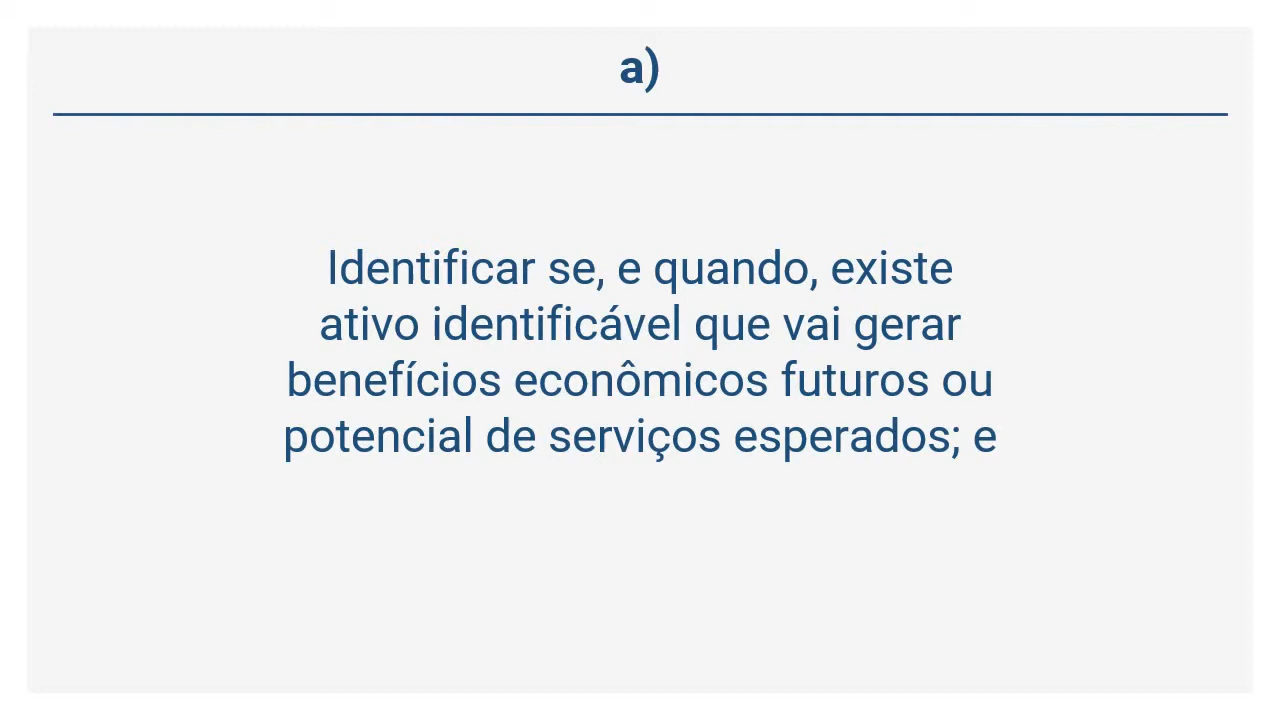 a)
Identificar se, e quando, existe
ativo identificável que vai gerar
benefícios econômicos futuros ou
potencial de serviços esperados; e